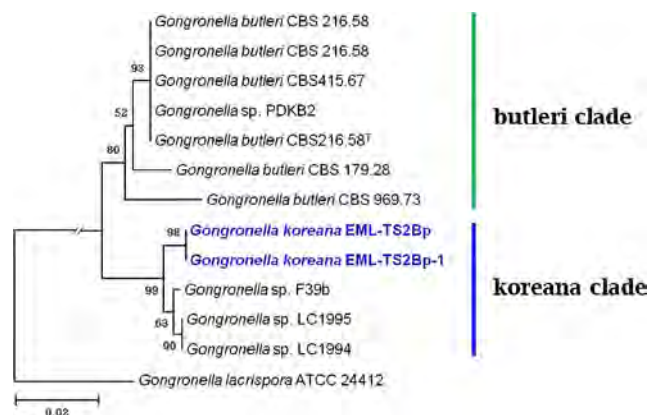 Gongronella butleri CBS 216.58
Gongronella butleri CBS 216.58
93
Gongronella butleri CBS415.67
52
Gongronella sp. PDKB2
butleri clade
Gongronella butleri CBS216.58T
80
Gongronella butleri CBS 179.28
Gongronella butleri CBS 969.73
98
Gongronella koreana EML-TS2Bp
Gongronella koreana EML-TS2Bp-1
99
Gongronella sp. F39b
koreana clade
63
Gongronella sp. LC1995
90
Gongronella sp. LC1994
Gongronella lacrispora ATCC 24412
0.02